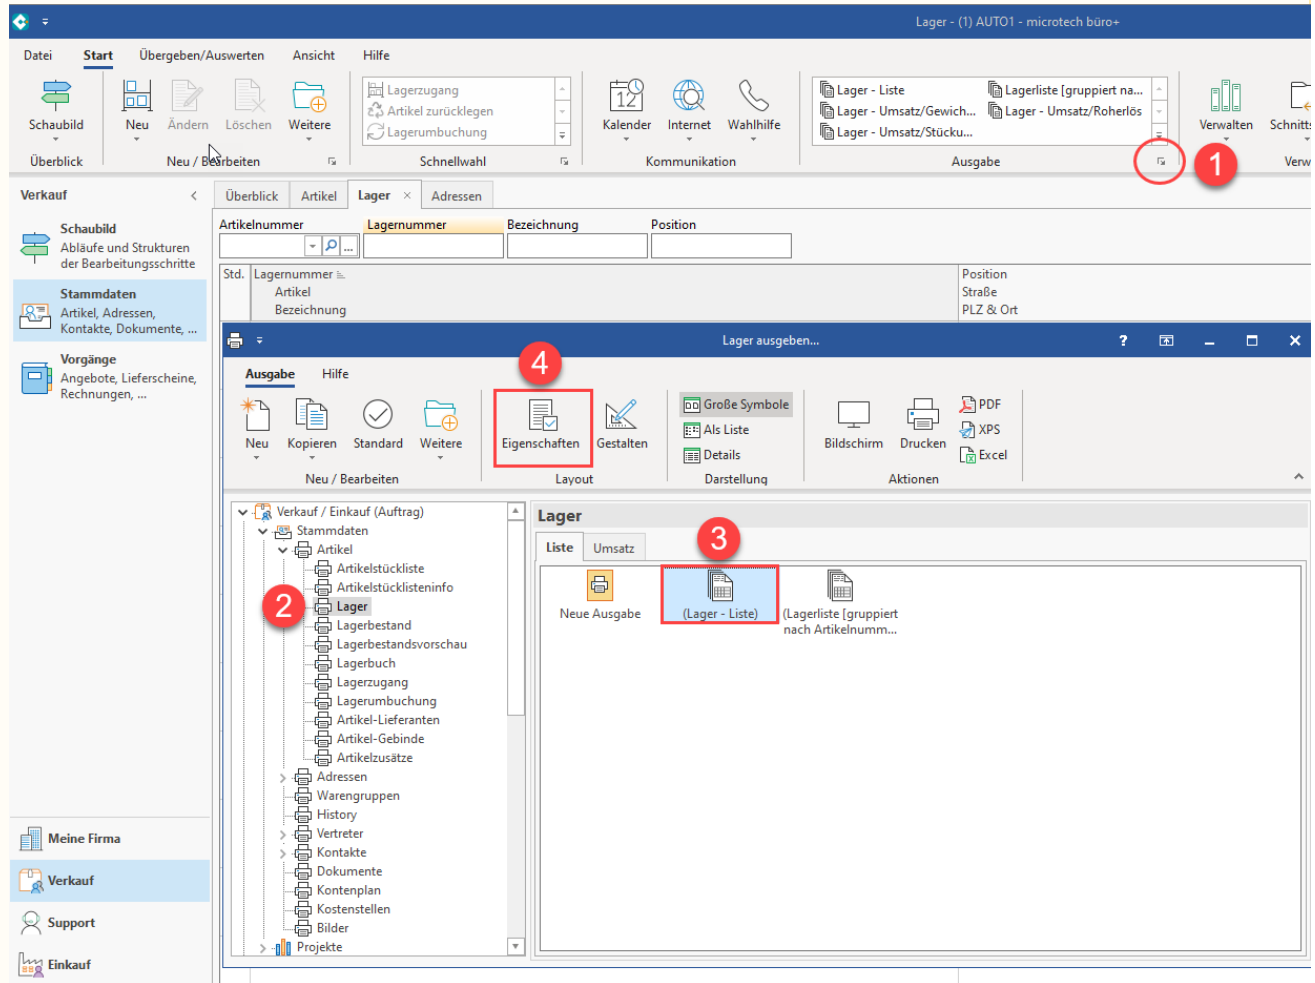 Lager - (1) AUTO1 - microtech büro+
Datei Start Übergeben/Auswerten Ansicht Hilfe
Schaubild
Überblick
Neu Ändern Löschen Weitere
Neu / Bearbeiten
Lagerzugang
Artikel zurücklegen
Lagerumbuchung
Schnellwahl
12
Kalender Internet Wahlhilfe
Kommunikation
Lager - Liste Lagerliste [gruppiert na...
Lager - Umsatz/Gewich... Lager - Umsatz/Roherlös
Lager - Umsatz/Stücku...
Ausgabe
1
Verwalten Schnitts
Verw
Verkauf
Schaubild
Abläufe und Strukturen
der Bearbeitungsschritte
Stammdaten
Artikel, Adressen,
Kontakte, Dokumente, ...
Vorgänge
Angebote, Lieferscheine,
Rechnungen, ...
Meine Firma
Verkauf
Support
Einkauf
Überblick Artikel Lager × Adressen
Artikelnummer Lagernummer Bezeichnung Position
...
Std. Lagernummer Position
Artikel Straße
Bezeichnung PLZ & Ort
Lager ausgeben...
?
Ausgabe Hilfe
4
Neu Kopieren Standard Weitere
Neu / Bearbeiten
Eigenschaften Gestalten
Layout
Große Symbole
Als Liste
Details
Darstellung
Bildschirm Drucken
PDF
XPS
Excel
Aktionen
Verkauf / Einkauf (Auftrag)
Stammdaten
Artikel
Artikelstückliste
Artikelstücklisteninfo
2
Lager
Lagerbestand
Lagerbestandsvorschau
Lagerbuch
Lagerzugang
Lagerumbuchung
Artikel-Lieferanten
Artikel-Gebinde
Artikelzusätze
Adressen
Warengruppen
History
Vertreter
Kontakte
Dokumente
Kontenplan
Kostenstellen
Bilder
Projekte
Lager
Liste Umsatz
3
Neue Ausgabe (Lager - Liste) (Lagerliste [gruppiert
nach Artikelnumm...